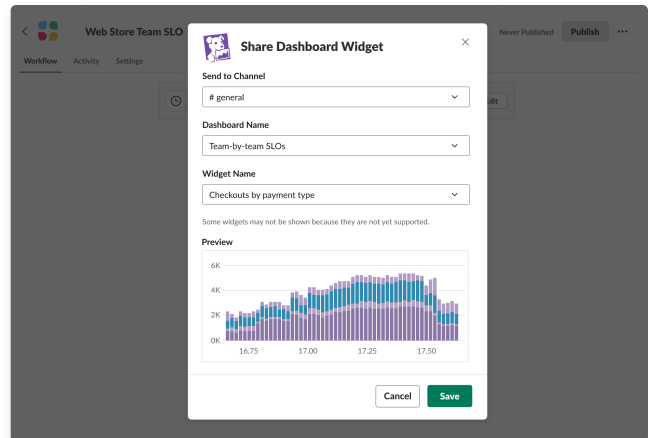 Web Store Team SLO
Never Published
Publish
Workflow
Activity
Settings
Share Dashboard Widget
Send to Channel
# general
Dashboard Name
Team-by-team SLOs
Widget Name
Checkouts by payment type
Some widgets may not be shown because they are not yet supported.
Preview
6K
4K
2K
0K
16.75 17.00 17.25 17.50
Cancel
Save